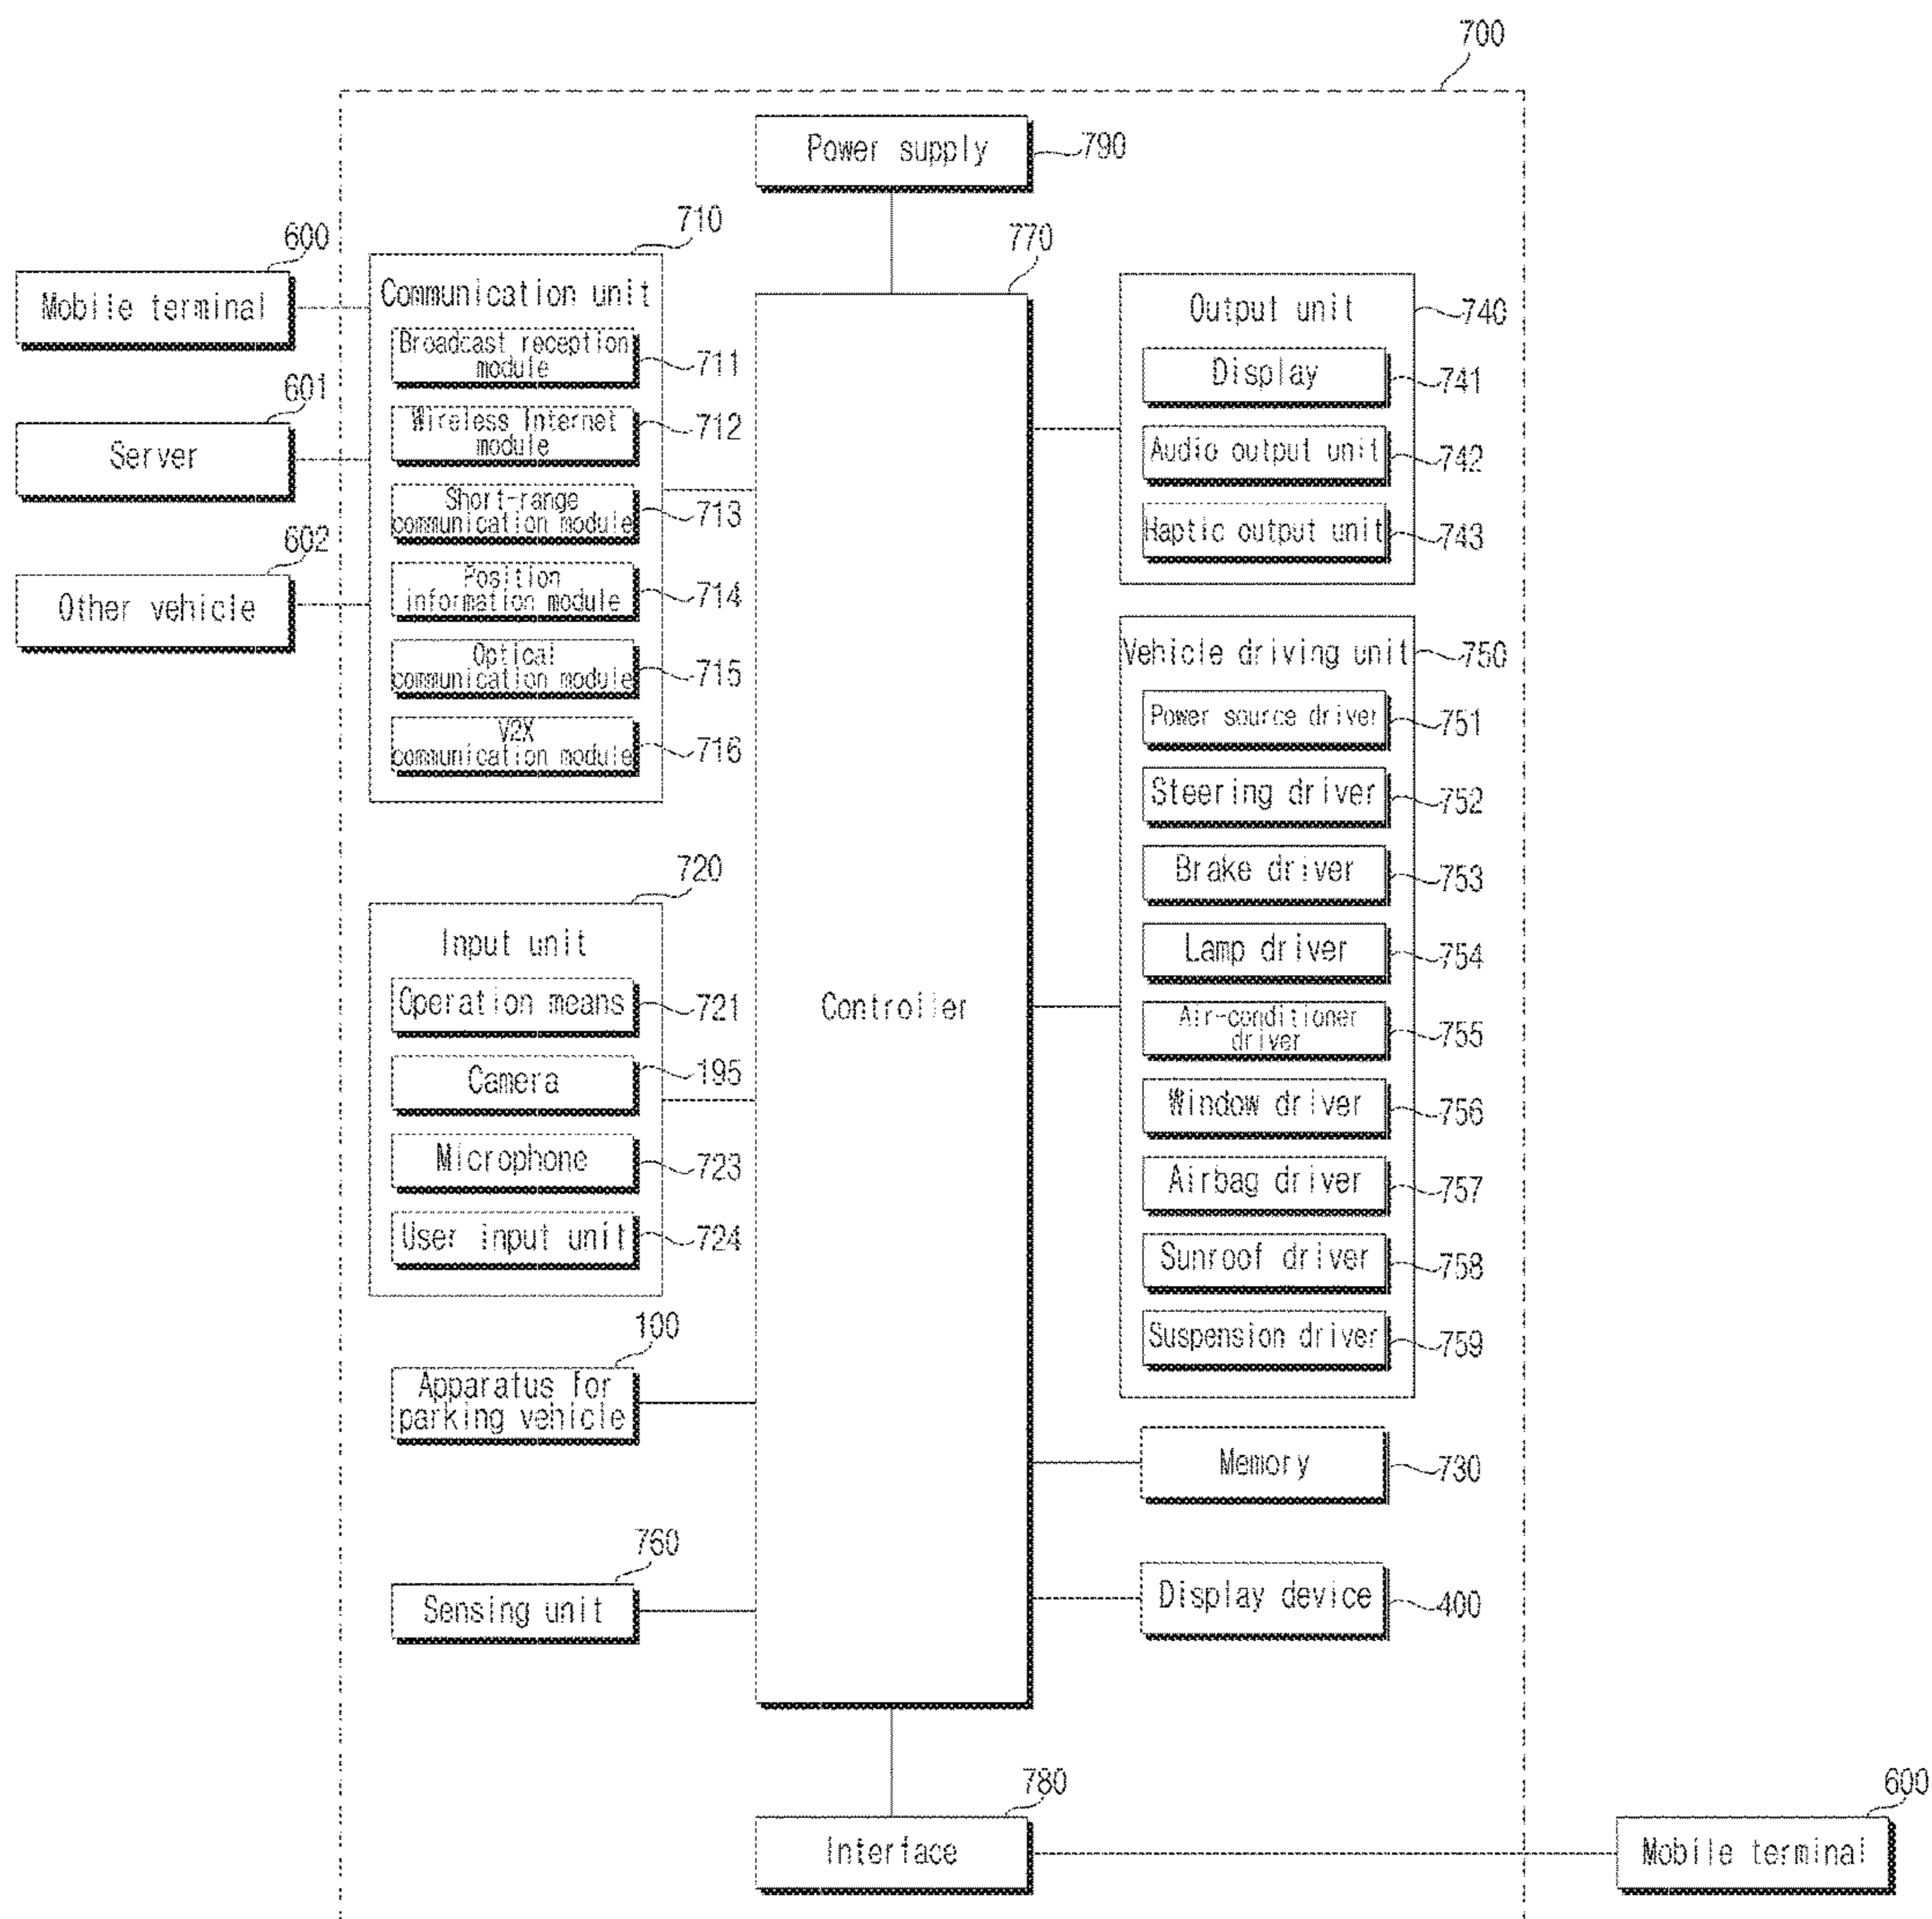 700
Power supply
790
600
Mobile terminal
601
Server
602
Other vehicle
710
Communication unit
Broadcast reception
module
711
Wireless Internet
module
712
Short-range
communication module
713
Position
information module
714
Optical
communication module
715
V2X
communication module
716
720
Input unit
Operation means
721
Camera
195
Microphone
723
User input unit
724
100
Apparatus for
parking vehicle
760
Sensing unit
770
Controller
Output unit
740
Display
741
Audio output unit
742
Haptic output unit
743
Vehicle driving unit
750
Power source driver
751
Steering driver
752
Brake driver
753
Lamp driver
754
Air-conditioner
driver
755
Window driver
756
Airbag driver
757
Sunroof driver
758
Suspension driver
759
Memory
730
Display device
400
780
Interface
600
Mobile terminal